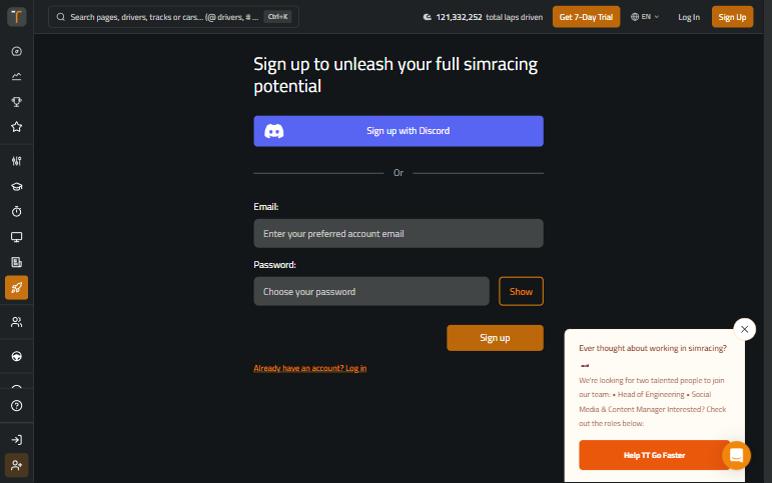 Search pages, drivers, tracks or cars... (@ drivers, # ...
Ctrl+K
121,332,252 total laps driven
Get 7-Day Trial
EN
Log In
Sign Up
Sign up to unleash your full simracing
potential
Sign up with Discord
Or
Email:
Enter your preferred account email
Password:
Choose your password
Show
Sign up
Already have an account? Log in
Ever thought about working in simracing?
We're looking for two talented people to join
our team: • Head of Engineering • Social
Media & Content Manager Interested? Check
out the roles below:
Help TT Go Faster